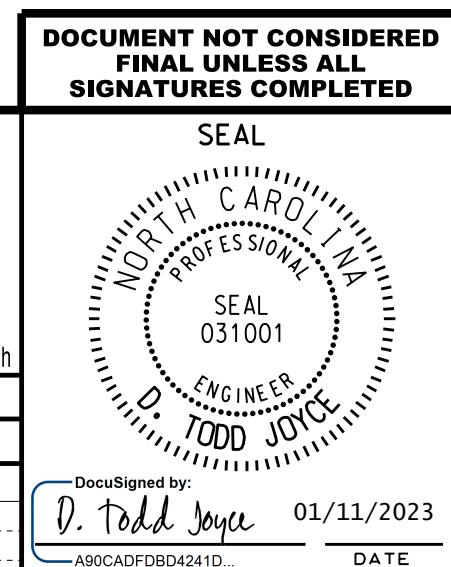 DOCUMENT NOT CONSIDERED
FINAL UNLESS ALL
SIGNATURES COMPLETED
SEAL
NORTH CAROLINA
PROFESSIONAL
SEAL
031001
ENGINEER
D. TODD JOYCE
h
DocuSigned by:
D. Todd Joyce
01/11/2023
A90CADFDBD4241D...
DATE